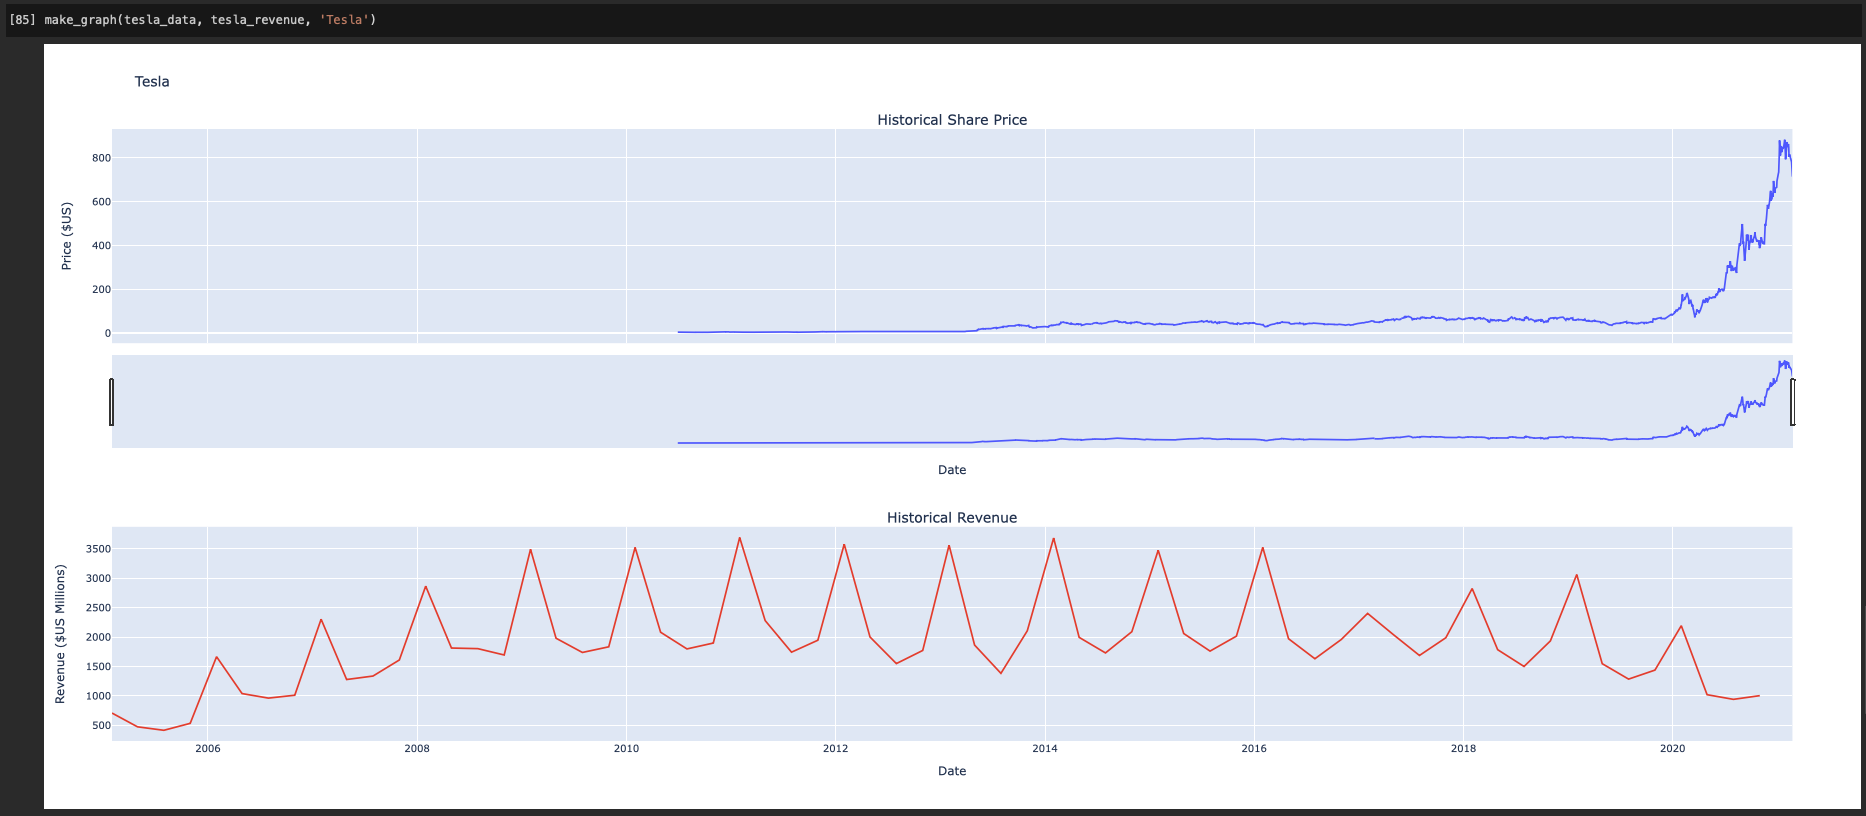 [85] make_graph(tesla_data, tesla_revenue, 'Tesla')
Tesla
Historical Share Price
800
600
400
200
0
Price ($US)
Date
Historical Revenue
3500
3000
2500
2000
1500
1000
500
Revenue ($US Millions)
2006 2008 2010 2012 2014 2016 2018 2020
Date